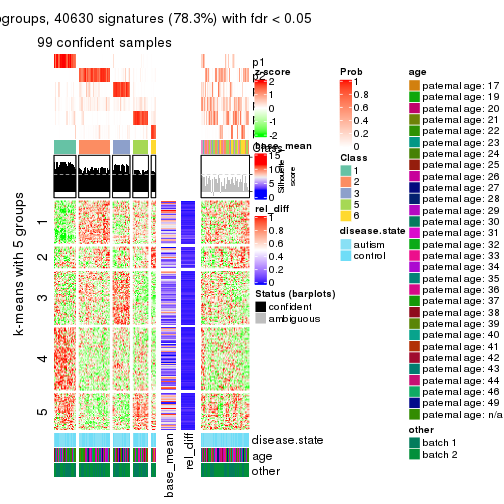 ogroups, 40630 signatures (78.3%) with fdr < 0.05
99 confident samples
p1
p2
Class
Silhouette
score
1
2
3
4
5
k-means with 5 groups
disease.state
age
other
base_mean
rel_diff
z-score
2
1
0
-1
-2
base_mean
15
10
5
0
rel_diff
1
0.8
0.6
0.4
0.2
0
Status (barplots)
confident
ambiguous
Prob
1
0.8
0.6
0.4
0.2
0
Class
1
2
3
5
6
disease.state
autism
control
age
paternal age: 17
paternal age: 19
paternal age: 20
paternal age: 21
paternal age: 22
paternal age: 23
paternal age: 24
paternal age: 25
paternal age: 26
paternal age: 27
paternal age: 28
paternal age: 29
paternal age: 30
paternal age: 31
paternal age: 32
paternal age: 33
paternal age: 34
paternal age: 35
paternal age: 36
paternal age: 37
paternal age: 38
paternal age: 39
paternal age: 40
paternal age: 41
paternal age: 42
paternal age: 43
paternal age: 44
paternal age: 46
paternal age: 49
paternal age: n/a
other
batch 1
batch 2